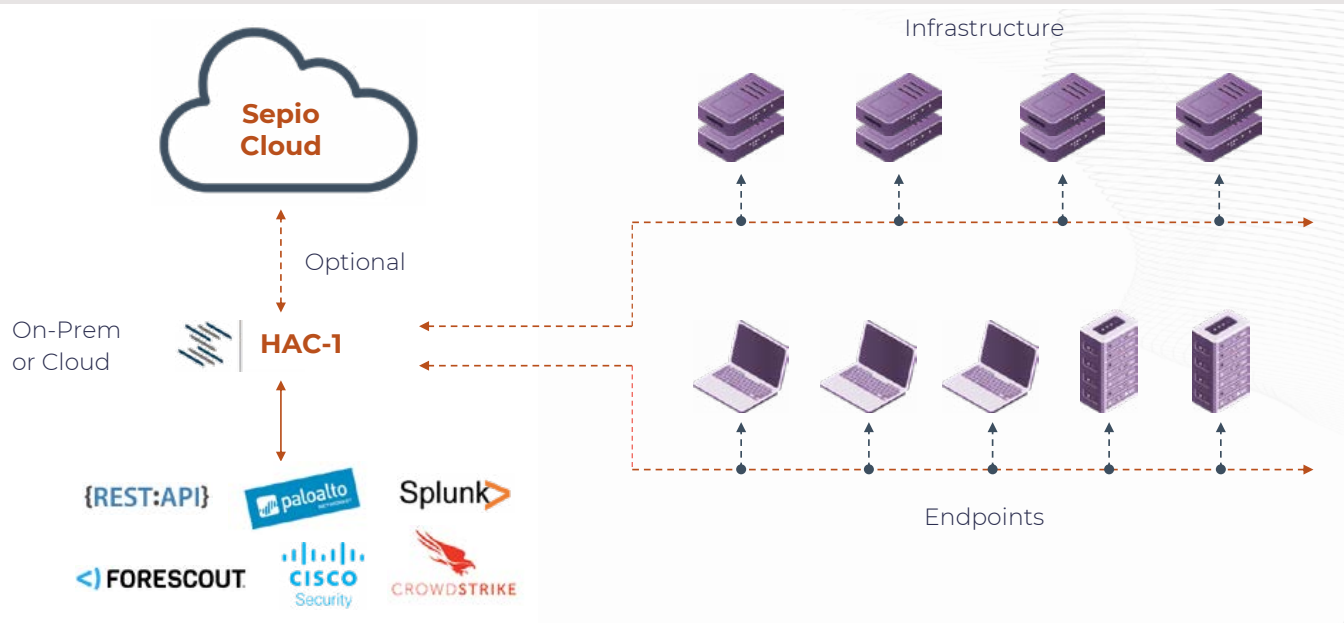 Infrastructure
Sepio
Cloud
Optional
On-Prem
or Cloud
HAC-1
{REST:API}
paloalto
NETWORKS
Splunk>
Endpoints
<) FORESCOUT.
CISCO
Security
CROWDSTRIKE